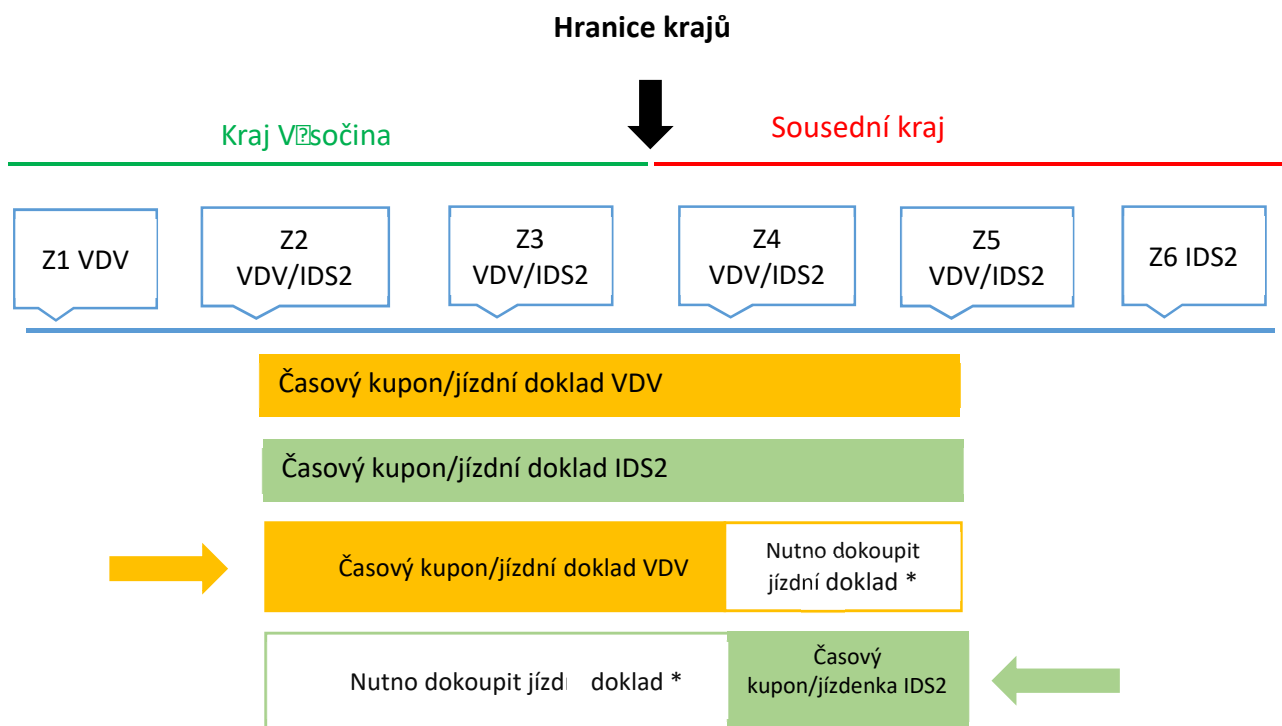 Hranice krajů
Kraj V⍰sočina
Sousední kraj
Z1 VDV
Z2
VDV/IDS2
Z3
VDV/IDS2
Z4
VDV/IDS2
Z5
VDV/IDS2
Z6 IDS2
Časový kupon/jízdní doklad VDV
Časový kupon/jízdní doklad IDS2
Časový kupon/jízdní doklad VDV
Nutno dokoupit
jízdní doklad *
Nutno dokoupit jízd doklad *
Časový
kupon/jízdenka IDS2